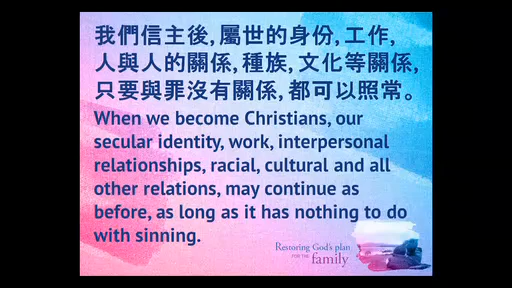 我們信主後, 屬世的身份, 工作,
人與人的關係, 種族, 文化等關係,
只要與罪沒有關係, 都可以照常。
When we become Christians, our
secular identity, work, interpersonal
relationships, racial, cultural and all
other relations, may continue as
before, as long as it has nothing to do
with sinning.
Restoring God's plan
FOR THE family